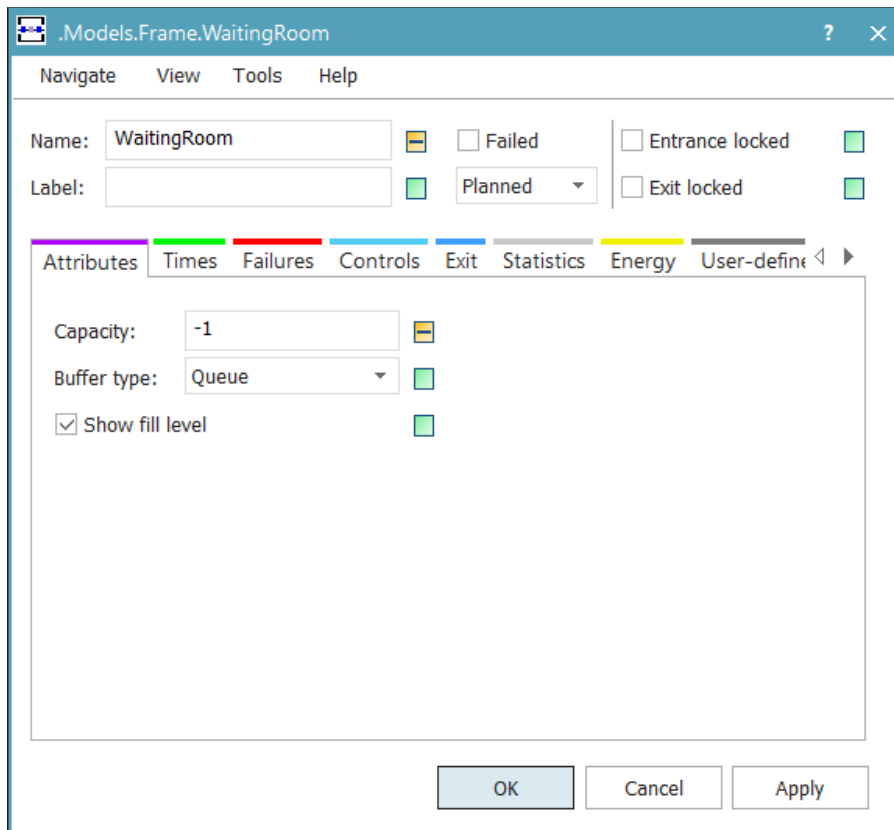 .Models.Frame.WaitingRoom ?
Navigate View Tools Help
Name: WaitingRoom Failed Entrance locked
Label: Planned Exit locked
Attributes Times Failures Controls Exit Statistics Energy User-define
Capacity: -1
Buffer type: Queue
Show fill level
OK Cancel Apply